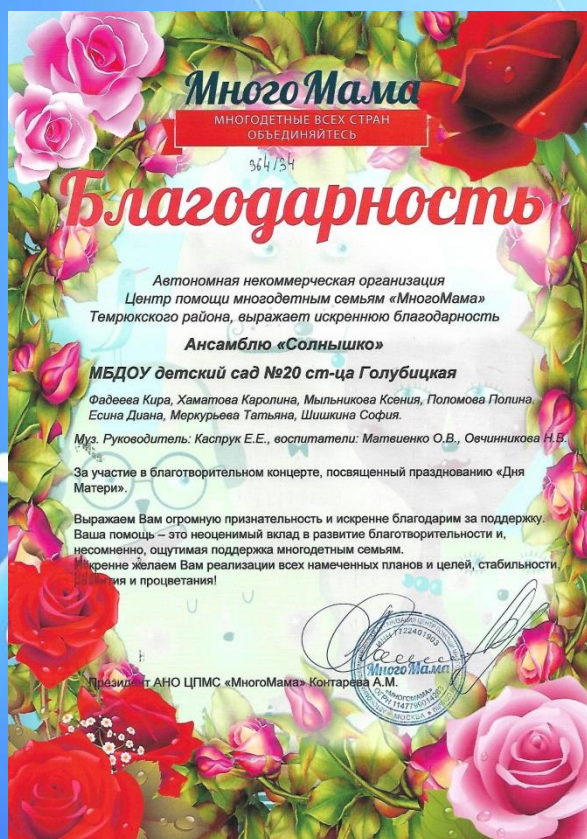 МногоМама
МНОГОДЕТНЫЕ ВСЕХ СТРАН
ОБЪЕДИНЯЙТЕСЬ
364/34
Благодарность
Автономная некоммерческая организация
Центр помощи многодетным семьям «МногоМама»
Темрюкского района, выражает искреннюю благодарность
Ансамблю «Солнышко»
МБДОУ детский сад №20 ст-ца Голубицкая
Фадеева Кира, Хаматова Каролина, Мыльникова Ксения, Поломова Полина,
Есина Диана, Меркурьева Татьяна, Шишкина София.
Муз. Руководитель: Каспрук Е.Е., воспитатели: Матвиенко О.В., Овчинникова Н.В.
За участие в благотворительном концерте, посвященный празднованию «Дня
Матери».
Выражаем Вам огромную признательность и искренне благодарим за поддержку.
Ваша помощь – это неоценимый вклад в развитие благотворительности и,
несомненно, ощутимая поддержка многодетным семьям.
желаем Вам реализации всех намеченных планов и целей, стабильности,
и процветания!
Президент АНО ЦПМС «МногоМама» Контарева А.М.
МногоМама
«МНОГОМАМА»
МОСКВА